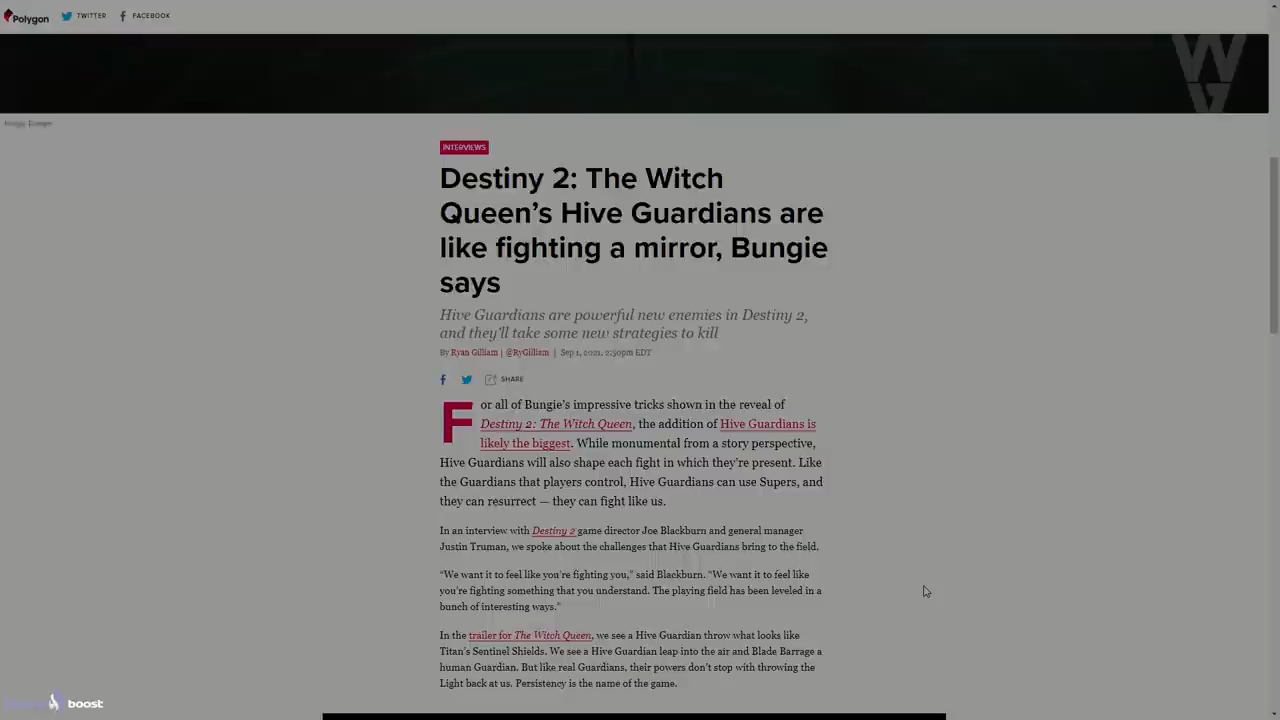 Polygon TWITTER FACEBOOK
INTERVIEWS
Destiny 2: The Witch
Queen’s Hive Guardians are
like fighting a mirror, Bungie
says
Hive Guardians are powerful new enemies in Destiny 2,
and they’ll take some new strategies to kill
By Ryan Gilliam | @RyGilliam | Sep 1, 2021, 2:50pm EDT
SHARE
For all of Bungie’s impressive tricks shown in the reveal of
Destiny 2: The Witch Queen, the addition of Hive Guardians is
likely the biggest. While monumental from a story perspective,
Hive Guardians will also shape each fight in which they’re present. Like
the Guardians that players control, Hive Guardians can use Supers, and
they can resurrect — they can fight like us.
In an interview with Destiny 2 game director Joe Blackburn and general manager
Justin Truman, we spoke about the challenges that Hive Guardians bring to the field.
“We want it to feel like you’re fighting you,” said Blackburn. “We want it to feel like
you’re fighting something that you understand. The playing field has been leveled in a
bunch of interesting ways.”
In the trailer for The Witch Queen, we see a Hive Guardian throw what looks like
Titan’s Sentinel Shields. We see a Hive Guardian leap into the air and Blade Barrage a
human Guardian. But like real Guardians, their powers don’t stop with throwing the
Light back at us. Persistency is the name of the game.
boost